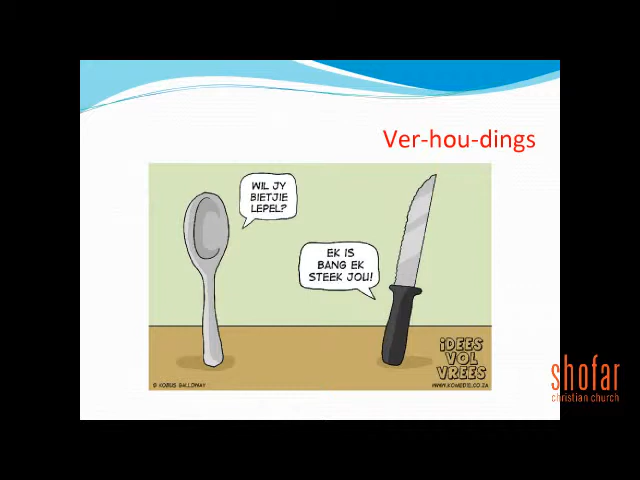 Ver-hou-dings
WIL JY
BIETJIE
LEPEL?
EK IS
BANG EK
STEEK JOU!
iDEES
VOL
VREES
© KOBUS GALLOWAY
WWW.KOMEDIE.CO.ZA
shofar
christian church